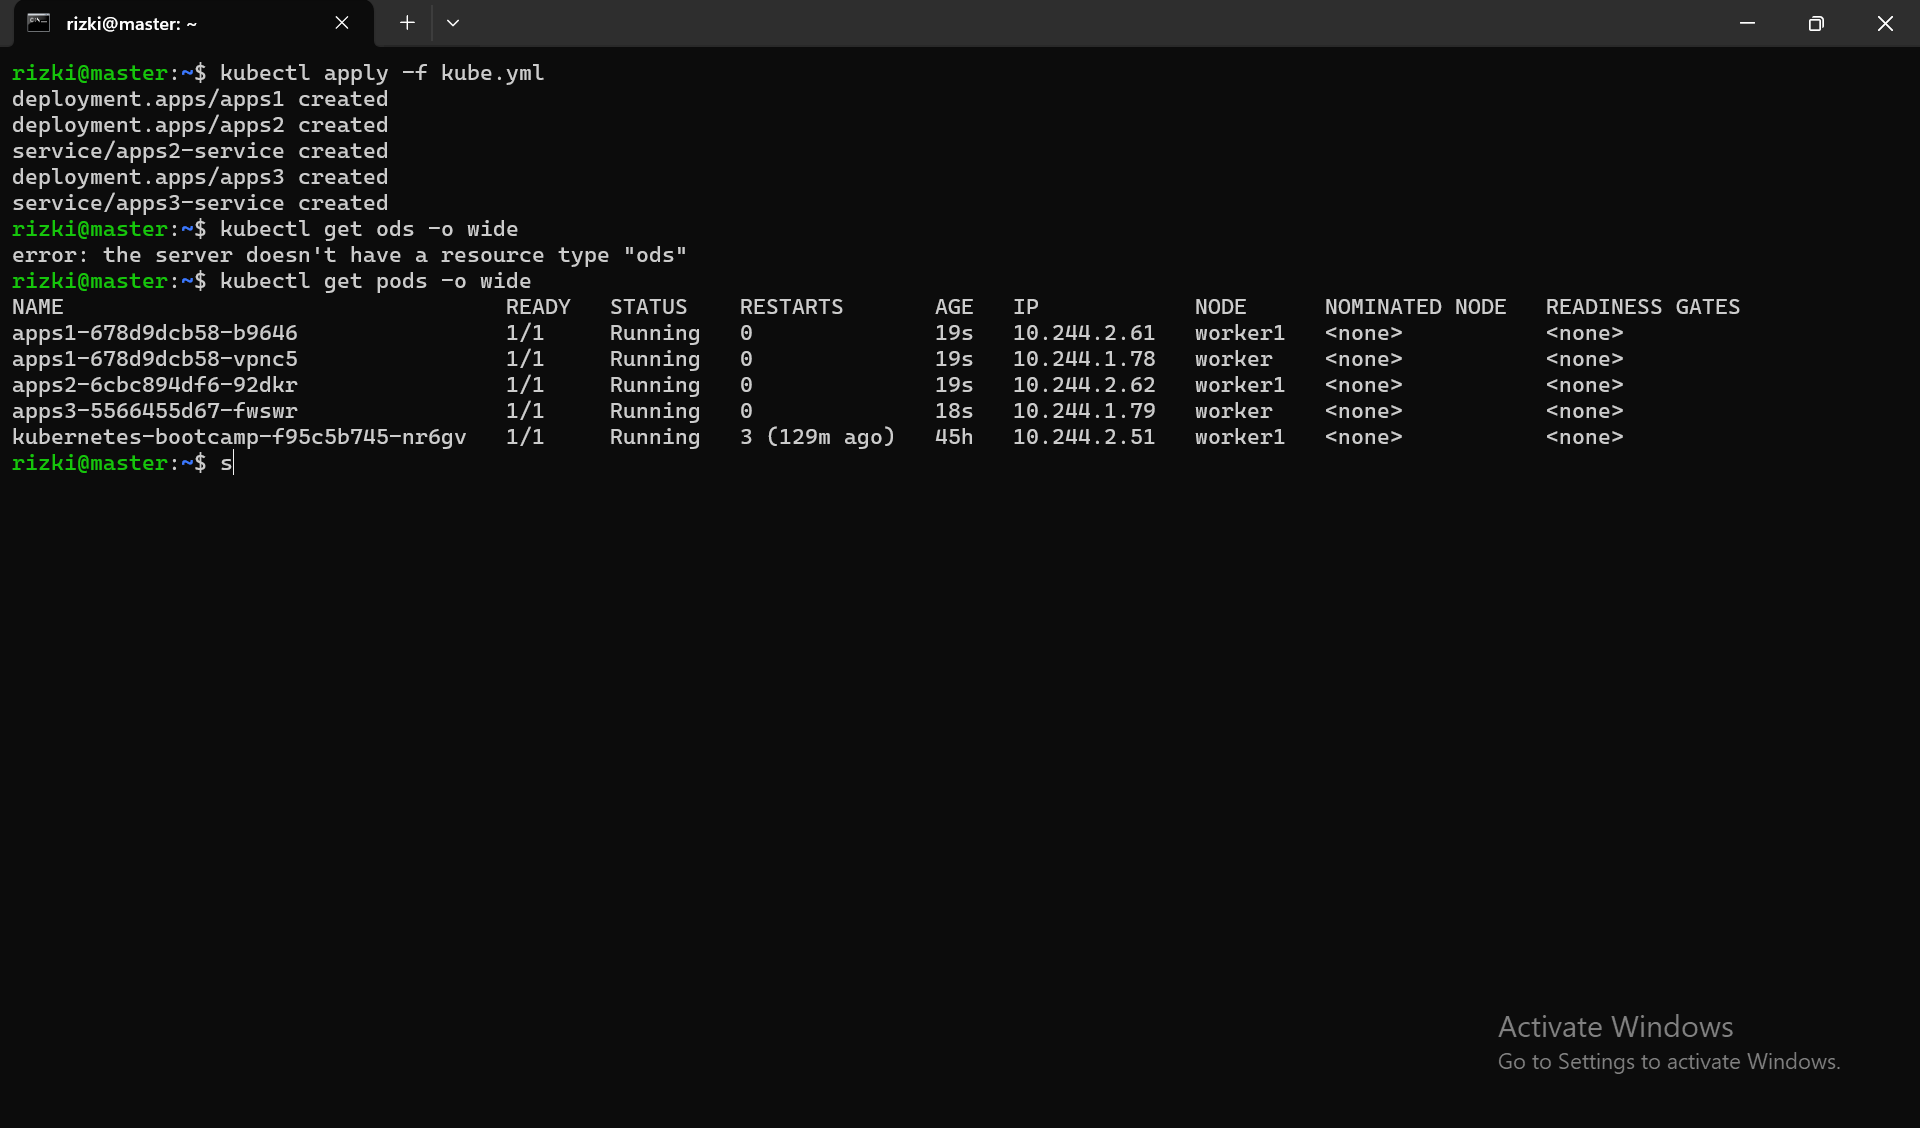 rizki@master: ~
rizki@master:~$ kubectl apply -f kube.yml
deployment.apps/apps1 created
deployment.apps/apps2 created
service/apps2-service created
deployment.apps/apps3 created
service/apps3-service created
rizki@master:~$ kubectl get ods -o wide
error: the server doesn't have a resource type "ods"
rizki@master:~$ kubectl get pods -o wide
NAME READY STATUS RESTARTS AGE IP NODE NOMINATED NODE READINESS GATES
apps1-678d9dcb58-b9646 1/1 Running 0 19s 10.244.2.61 worker1 <none> <none>
apps1-678d9dcb58-vpnc5 1/1 Running 0 19s 10.244.1.78 worker <none> <none>
apps2-6cbc894df6-92dkr 1/1 Running 0 19s 10.244.2.62 worker1 <none> <none>
apps3-5566455d67-fwswr 1/1 Running 0 18s 10.244.1.79 worker <none> <none>
kubernetes-bootcamp-f95c5b745-nr6gv 1/1 Running 3 (129m ago) 45h 10.244.2.51 worker1 <none> <none>
rizki@master:~$ s
Activate Windows
Go to Settings to activate Windows.